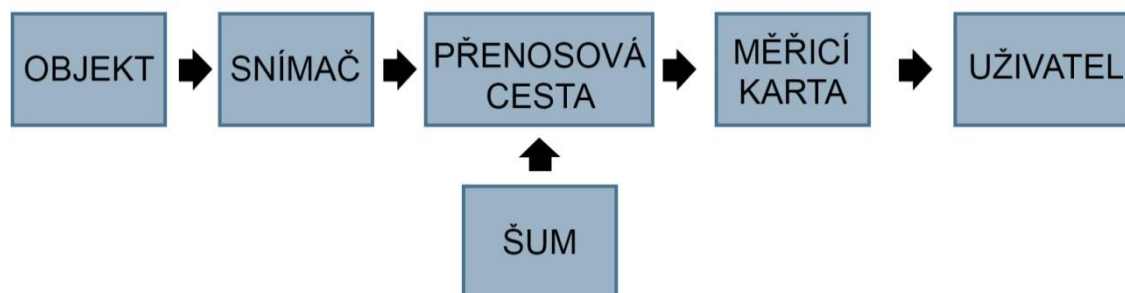 OBJEKT
SNÍMAČ
PŘENOSOVÁ
CESTA
MĚŘICÍ
KARTA
UŽIVATEL
ŠUM